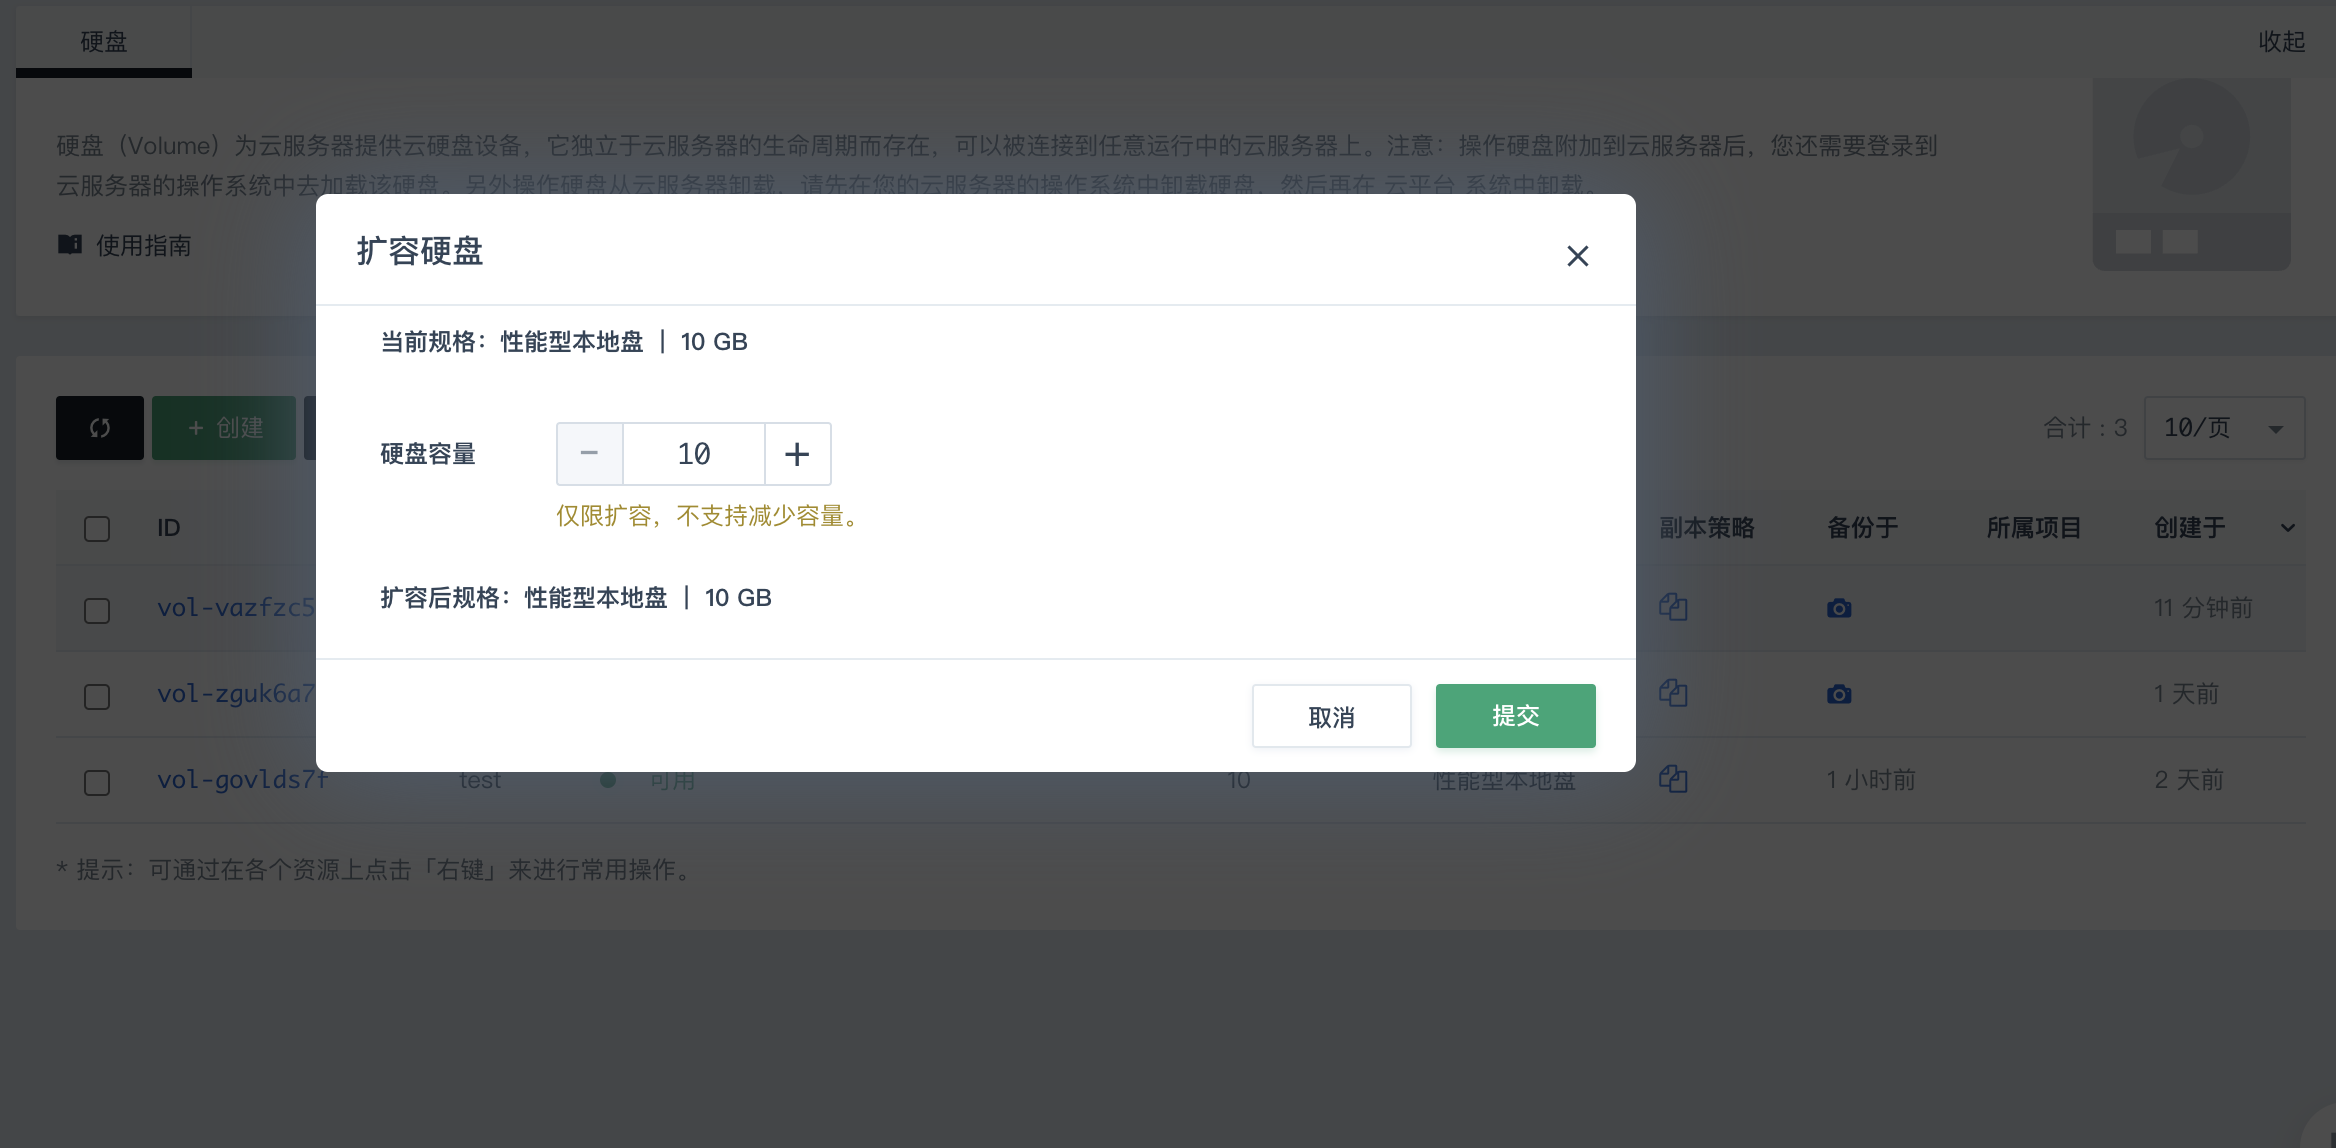 硬盘
收起
硬盘（Volume）为云服务器提供云硬盘设备，它独立于云服务器的生命周期而存在，可以被连接到任意运行中的云服务器上。注意：操作硬盘附加到云服务器后，您还需要登录到
云服务器的操作系统中去加载该硬盘。另外操作硬盘从云服务器卸载，请先在您的云服务器的操作系统中卸载硬盘，然后再在 云平台 系统中卸载。
使用指南
扩容硬盘
当前规格：性能型本地盘 | 10 GB
硬盘容量
10
仅限扩容，不支持减少容量。
扩容后规格：性能型本地盘 | 10 GB
取消
提交
+ 创建
合计 : 3
10/页
ID
副本策略
备份于
所属项目
创建于
vol-vazfzc5
11 分钟前
vol-zguk6a7
1 天前
vol-govlds7f
test
可用
10
性能型本地盘
1 小时前
2 天前
* 提示：可通过在各个资源上点击「右键」来进行常用操作。